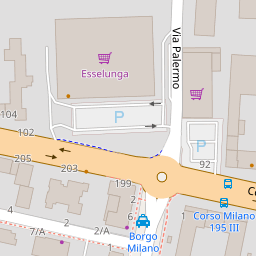 Via Palermo
Esselunga
P
104
102
P
205
203
92
199
2
4
6
7/A
2/A
Borgo
Milano
Corso Milano
195 III